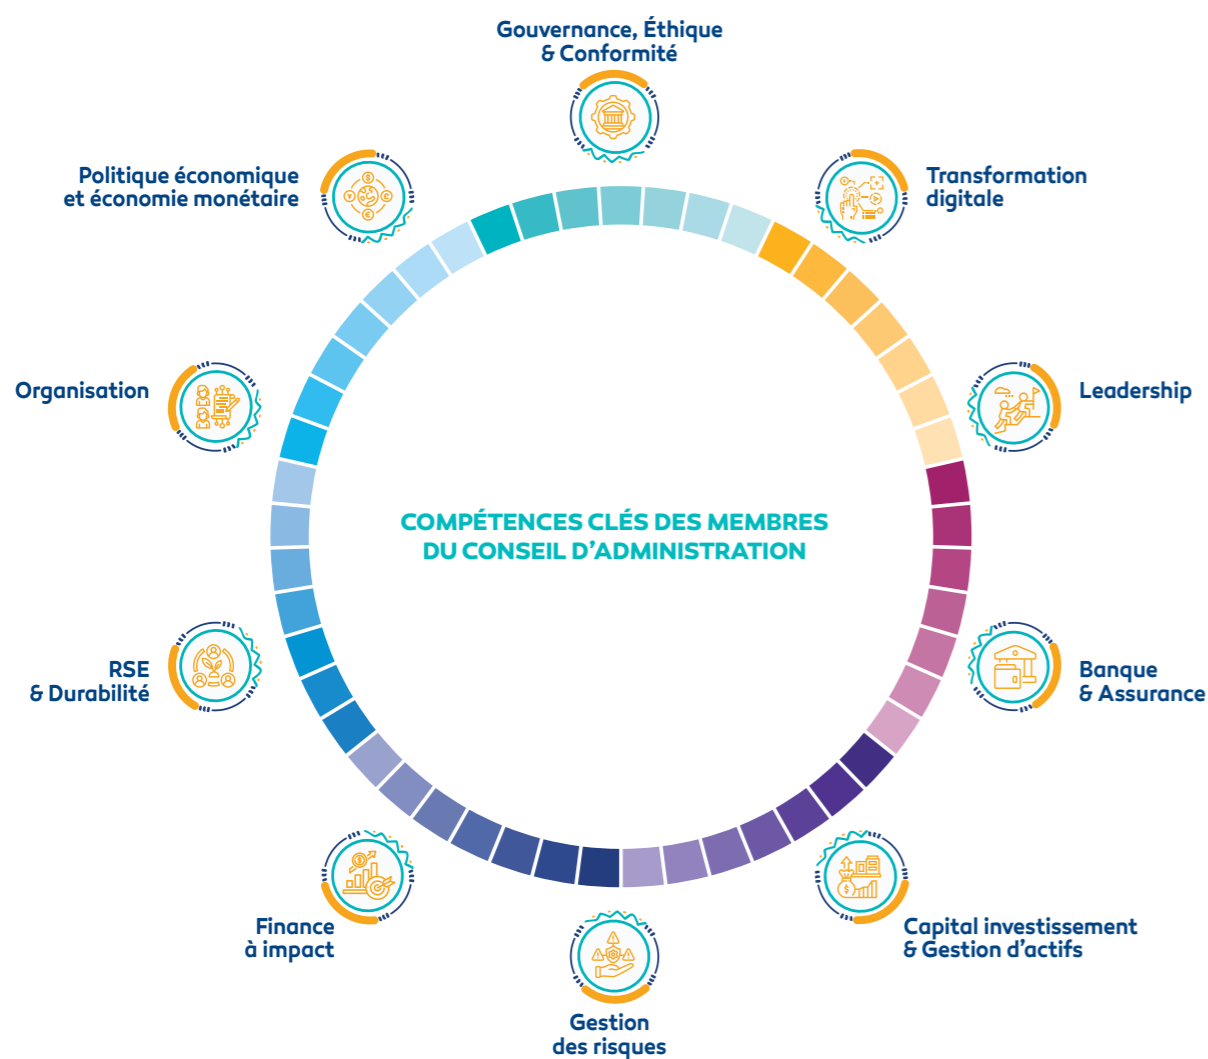 Gouvernance, Éthique
& Conformité
Politique économique
et économie monétaire
Transformation
digitale
Organisation
Leadership
COMPÉTENCES CLÉS DES MEMBRES
DU CONSEIL D’ADMINISTRATION
RSE
& Durabilité
Banque
& Assurance
Finance
à impact
Capital investissement
& Gestion d’actifs
Gestion
des risques